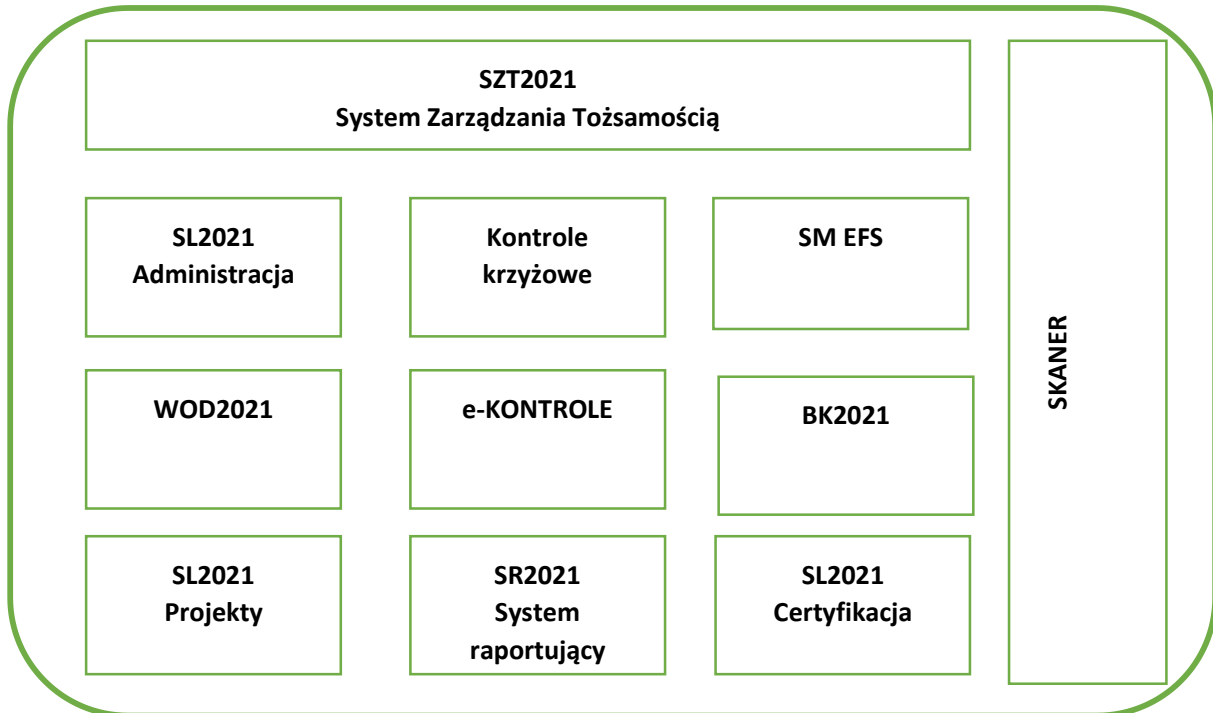 SZT2021
System Zarządzania Tożsamością
SL2021
Administracja
Kontrole
krzyżowe
SM EFS
SKANER
WOD2021
e-KONTROLE
BK2021
SL2021
Projekty
SR2021
System
raportujący
SL2021
Certyfikacja